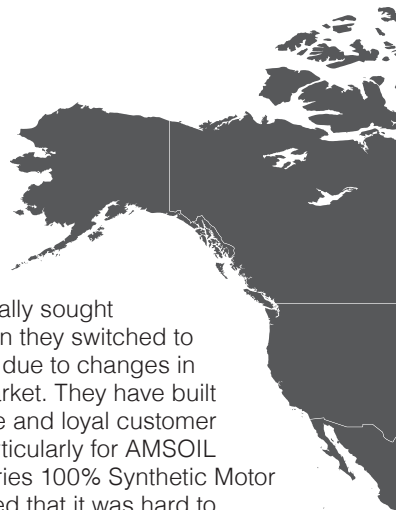 ally sought
n they switched to
due to changes in
rket. They have built
e and loyal customer
rticularly for AMSOIL
ries 100% Synthetic Motor
ed that it was hard to